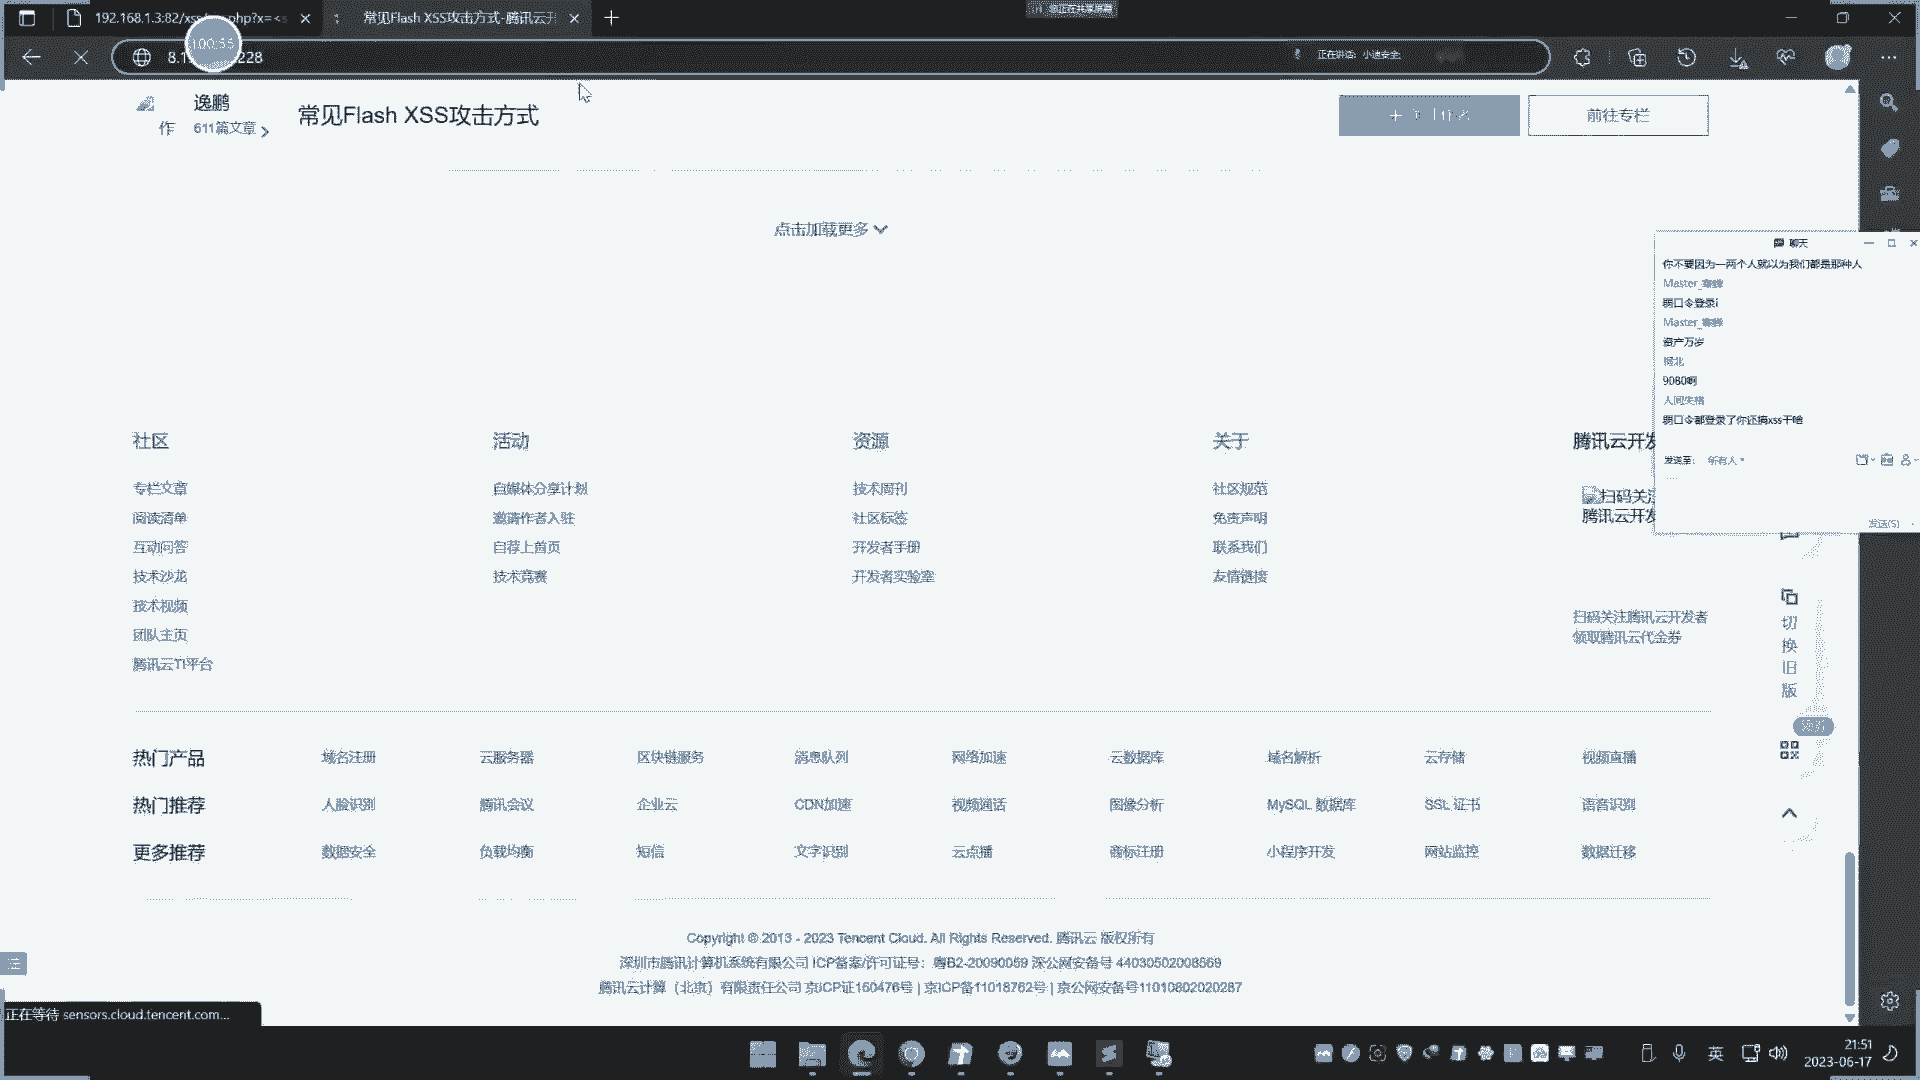 192.168.1.3:82/xss/
php?x=<s
常见Flash XSS攻击方式-腾讯云开
您正在共享屏幕
00:55
8.1
228
正在讲话: 小迪安全
逸鹏
作
611篇文章
常见Flash XSS攻击方式
前往专栏
点击加载更多
聊天
你不要因为一两个人就以为我们都是那种人
Master_
弱口令登录i
Master_
资产万岁
9080啊
人间失格
弱口令都登录了你还搞xss干啥
发送至: 所有人
发送(S)
社区
活动
资源
关于
腾讯云开发
专栏文章
自媒体分享计划
技术周刊
社区规范
扫码关注
腾讯云开发
阅读清单
邀请作者入驻
社区标签
免责声明
互动问答
自荐上首页
开发者手册
联系我们
技术沙龙
技术竞赛
开发者实验室
友情链接
技术视频
扫码关注腾讯云开发者
领取腾讯云代金券
团队主页
腾讯云TI平台
切换旧版
热门产品
域名注册
云服务器
区块链服务
消息队列
网络加速
云数据库
域名解析
云存储
视频直播
热门推荐
人脸识别
腾讯会议
企业云
CDN加速
视频通话
图像分析
MySQL 数据库
SSL 证书
语音识别
更多推荐
数据安全
负载均衡
短信
文字识别
云点播
商标注册
小程序开发
网站监控
数据迁移
Copyright © 2013 - 2023 Tencent Cloud. All Rights Reserved. 腾讯云 版权所有
深圳市腾讯计算机系统有限公司 ICP备案/许可证号：粤B2-20090059 深公网安备号 44030502008569
腾讯云计算（北京）有限责任公司 京ICP证150476号 | 京ICP备11018762号 | 京公网安备号11010802020287
正在等待 sensors.cloud.tencent.com...
英
21:51
2023-06-17